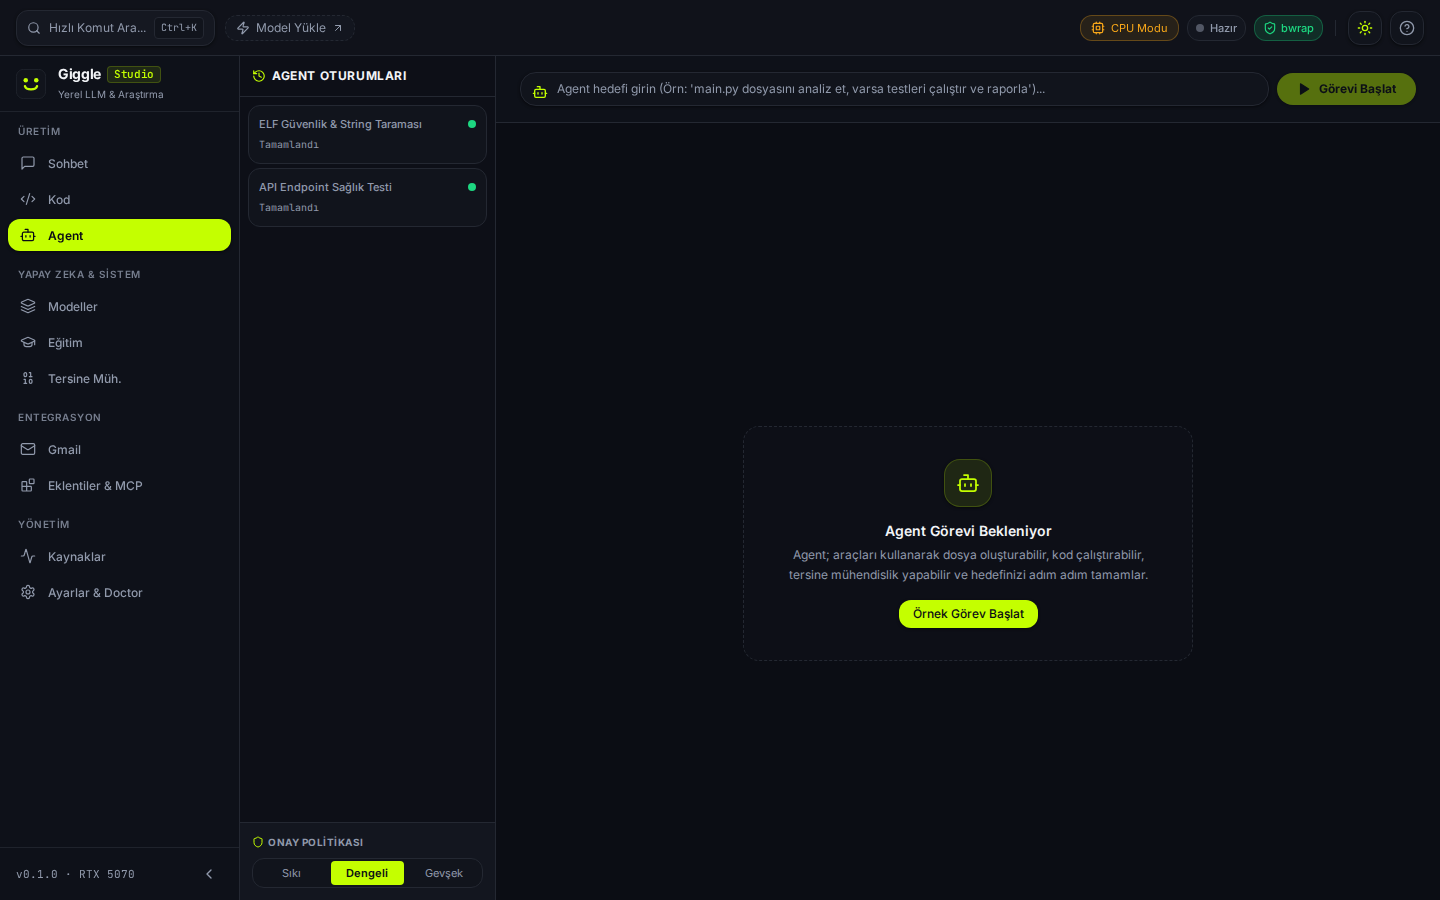 Hızlı Komut Ara... Ctrl+K Model Yükle CPU Modu Hazır bwrap
Giggle Studio
Yerel LLM & Araştırma
ÜRETİM
Sohbet
Kod
Agent
YAPAY ZEKA & SİSTEM
Modeller
Eğitim
Tersine Müh.
ENTEGRASYON
Gmail
Eklentiler & MCP
YÖNETİM
Kaynaklar
Ayarlar & Doctor
v0.1.0 · RTX 5070
AGENT OTURUMLARI
ELF Güvenlik & String Taraması
Tamamlandı
API Endpoint Sağlık Testi
Tamamlandı
ONAY POLİTİKASI
Sıkı Dengeli Gevşek
Agent hedefi girin (Örn: 'main.py dosyasını analiz et, varsa testleri çalıştır ve raporla')... Görevi Başlat
Agent Görevi Bekleniyor
Agent; araçları kullanarak dosya oluşturabilir, kod çalıştırabilir,
tersine mühendislik yapabilir ve hedefinizi adım adım tamamlar.
Örnek Görev Başlat